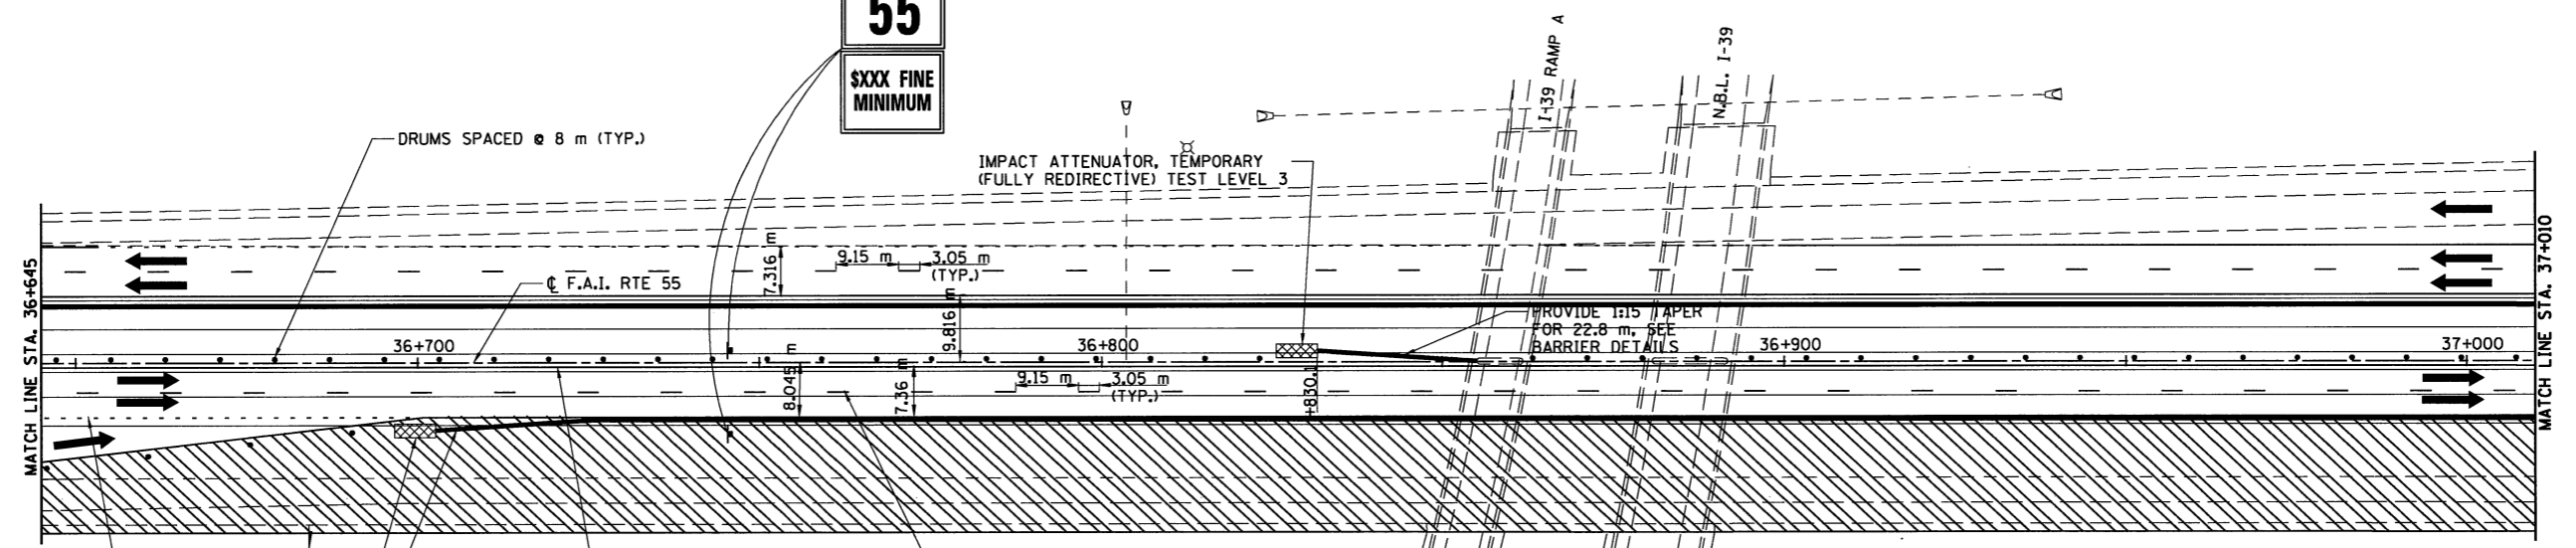 55
$XXX FINE
MINIMUM
I-39 RAMP A
N.B.L. I-39
DRUMS SPACED @ 8 m (TYP.)
IMPACT ATTENUATOR, TEMPORARY
(FULLY REDIRECTIVE) TEST LEVEL 3
MATCH LINE STA. 36+645
MATCH LINE STA. 37+010
7.316 m
9.15 m
3.05 m
(TYP.)
℄ F.A.I. RTE 55
9.816 m
PROVIDE 1:15 TAPER
FOR 22.8 m, SEE
BARRIER DETAILS
36+700
36+800
36+900
37+000
8.045 m
7.36 m
9.15 m
3.05 m
(TYP.)
+830.1